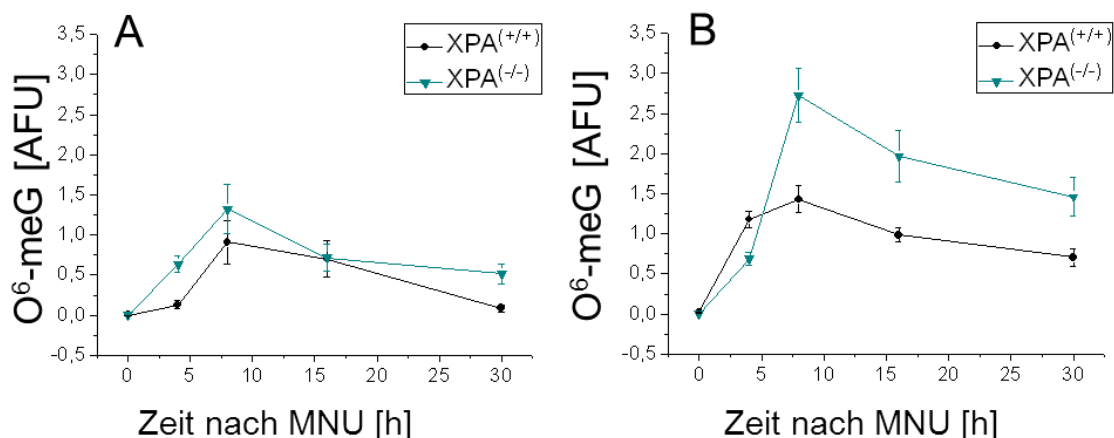 A
XPA(+/+)
XPA(-/-)
O6-meG [AFU]
3,5
3,0
2,5
2,0
1,5
1,0
0,5
0,0
-0,5
0 5 10 15 20 25 30
Zeit nach MNU [h]
B
XPA(+/+)
XPA(-/-)
O6-meG [AFU]
3,5
3,0
2,5
2,0
1,5
1,0
0,5
0,0
-0,5
0 5 10 15 20 25 30
Zeit nach MNU [h]